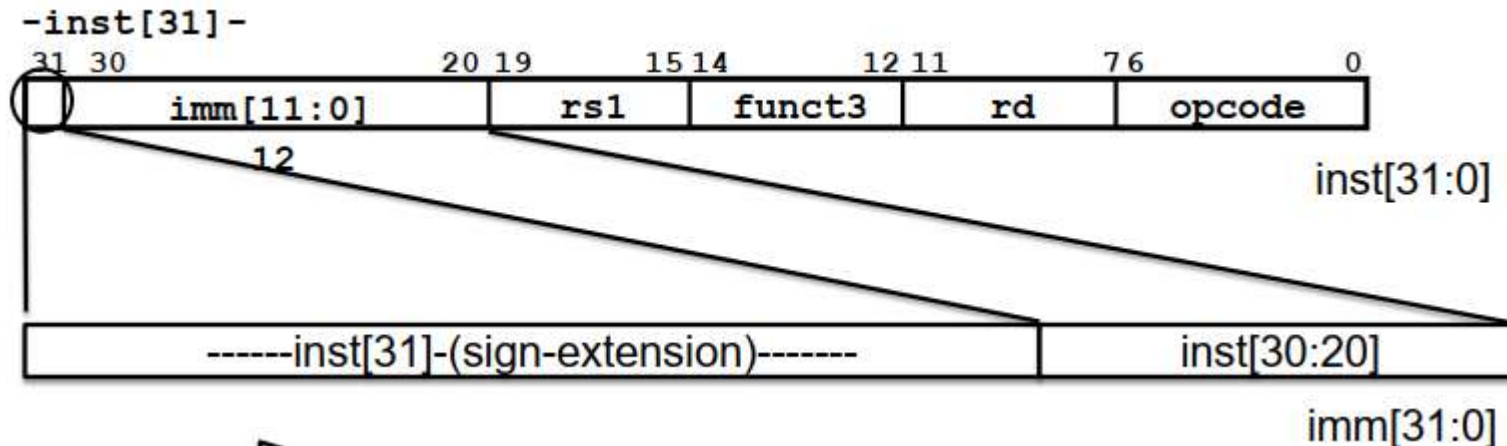 -inst[31]-
31 30 20 19 15 14 12 11 7 6 0
imm[11:0] rs1 funct3 rd opcode
12
inst[31:0]
------inst[31]-(sign-extension)-------
inst[30:20]
imm[31:0]